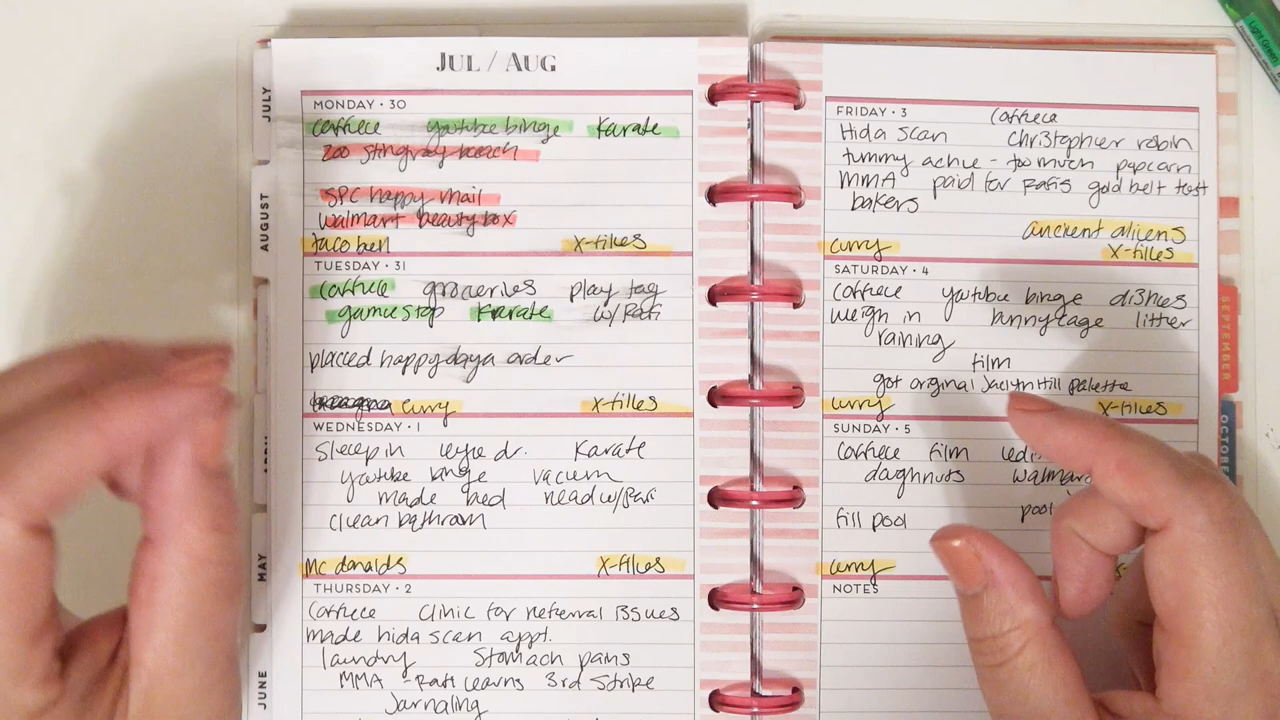 JUL / AUG
JULY
AUGUST
MAY
JUNE
MONDAY • 30
coffee youtube binge Karate
zoo stingray beach
SPC happy mail
walmart beauty box
taco bell X-files
TUESDAY • 31
coffee groceries play tag
gamestop Karate w/Rafi
placed happydaya order
curry X-files
WEDNESDAY • 1
Sleep in eye dr. Karate
youtube binge vacuum
made bed read w/Rafi
clean bathroom
Mc donalds X-files
THURSDAY • 2
Coffee Clinic for referral issues
made hida scan appt.
laundry Stomach pains
MMA - Rafi learns 3rd Stripe
Journaling
FRIDAY • 3
Coffee
Hida scan Christopher robin
tummy ache - too much popcorn
MMA paid for Rafis gold belt test
bakers
ancient aliens
curry X-files
SATURDAY • 4
Coffee youtube binge dishes
weigh in bunnycage litter
raining
film
got original Jaclyn Hill palette
curry X-files
SUNDAY • 5
Coffee film
doughnuts
fill pool pool
curry
NOTES
SEPTEMBER
OCTOBER
Light Green